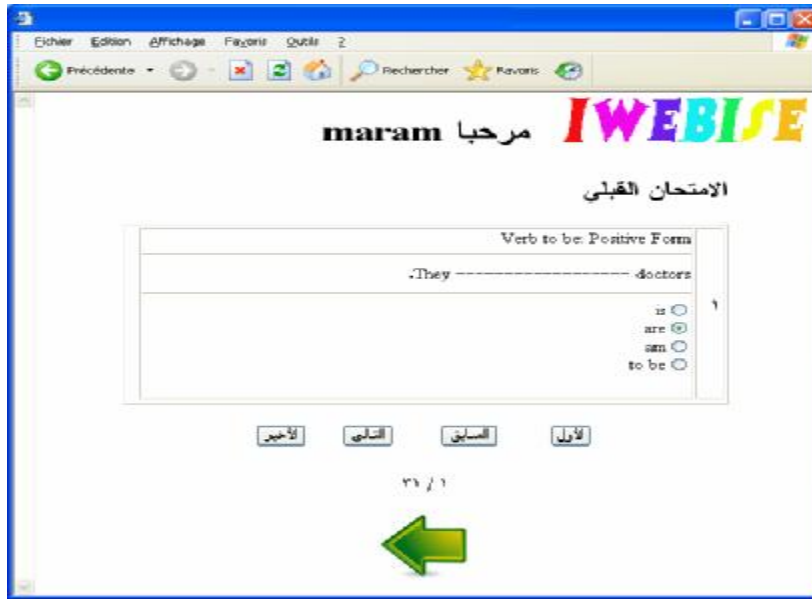 Fichier Edition Affichage Favoris Outils ?
Précédente Rechercher Favoris
IWEBISE
مرحبا maram
الامتحان القبلي
Verb to be: Positive Form
.They ------------------ doctors
١
is
are
am
to be
الأول السابق التالي الأخير
١ / ٣١